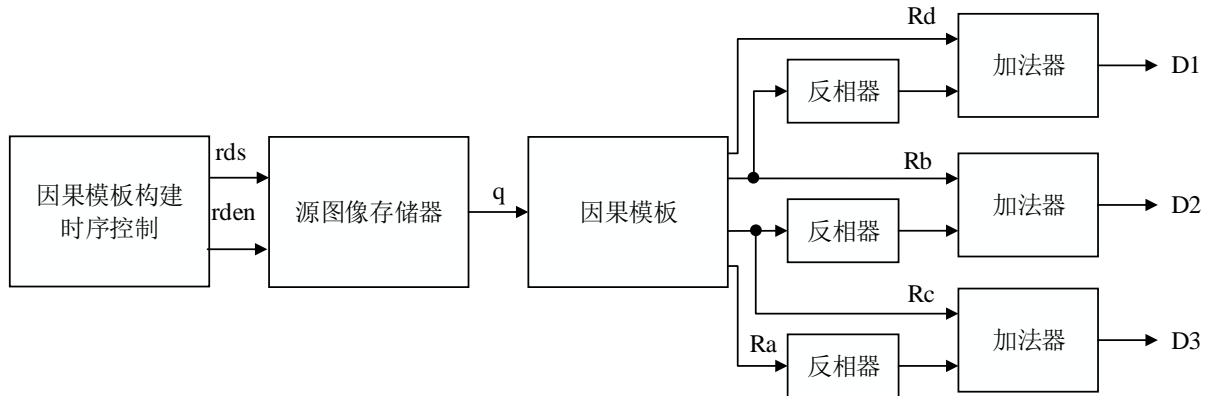 Rd
加法器
D1
反相器
rds
因果模板构建
时序控制
rden
源图像存储器
q
因果模板
Rb
加法器
D2
反相器
Rc
加法器
D3
Ra
反相器